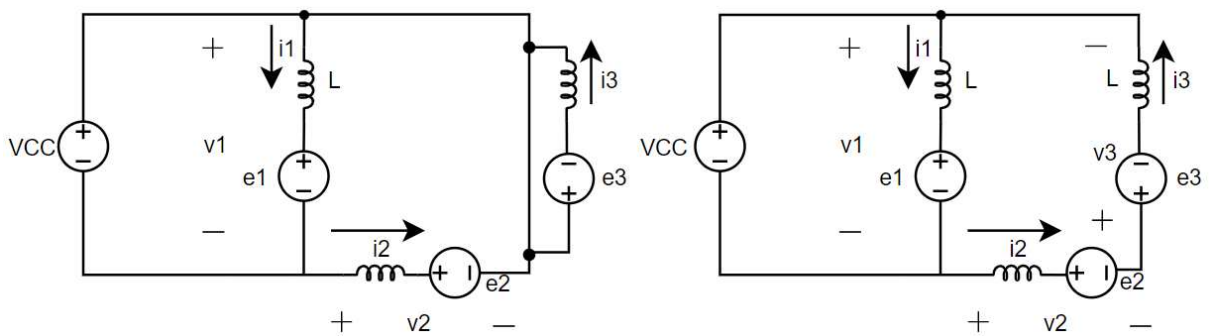 + i1 L i3
VCC + − v1 + − e1 − + e3
− i2 + − e2
+ v2 −
+ i1 L − L i3
VCC + − v1 + − e1 v3 − + e3
− i2 + + − e2
+ v2 −